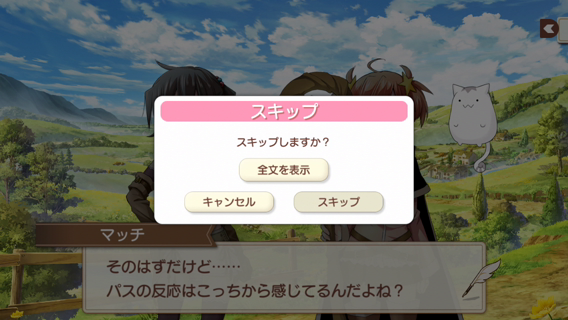 スキップ
スキップしますか？
全文を表示
キャンセル
スキップ
マッチ
そのはずだけど……
パスの反応はこっちから感じてるんだよね？